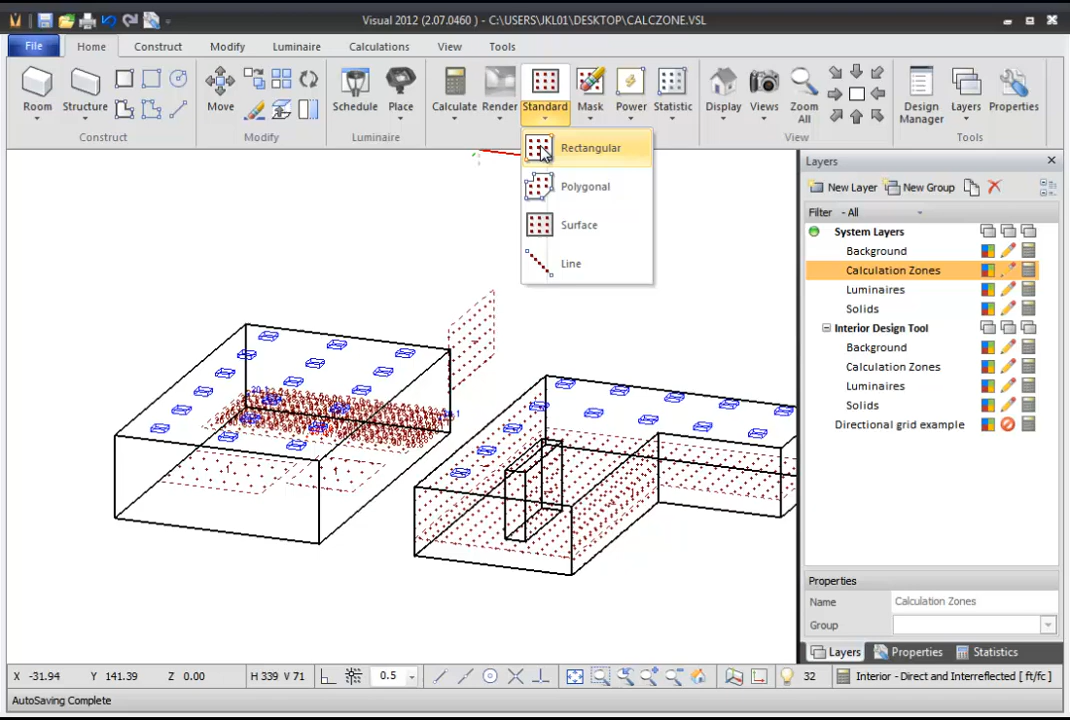 Visual 2012 (2.07.0460) - C:\USERS\JKL01\DESKTOP\CALCZONE.VSL
File Home Construct Modify Luminaire Calculations View Tools
Room Structure Move Schedule Place Calculate Render Standard Mask Power Statistic Display Views Zoom All Design Manager Layers Properties
Construct Modify Luminaire View Tools
Rectangular
Polygonal
Surface
Line
Layers
New Layer New Group
Filter - All
System Layers
Background
Calculation Zones
Luminaires
Solids
Interior Design Tool
Background
Calculation Zones
Luminaires
Solids
Directional grid example
Properties
Name Calculation Zones
Group
Layers Properties Statistics
X -31.94 Y 141.39 Z 0.00 H 339 V 71 0.5 32 Interior - Direct and Interreflected [ ft/fc ]
AutoSaving Complete